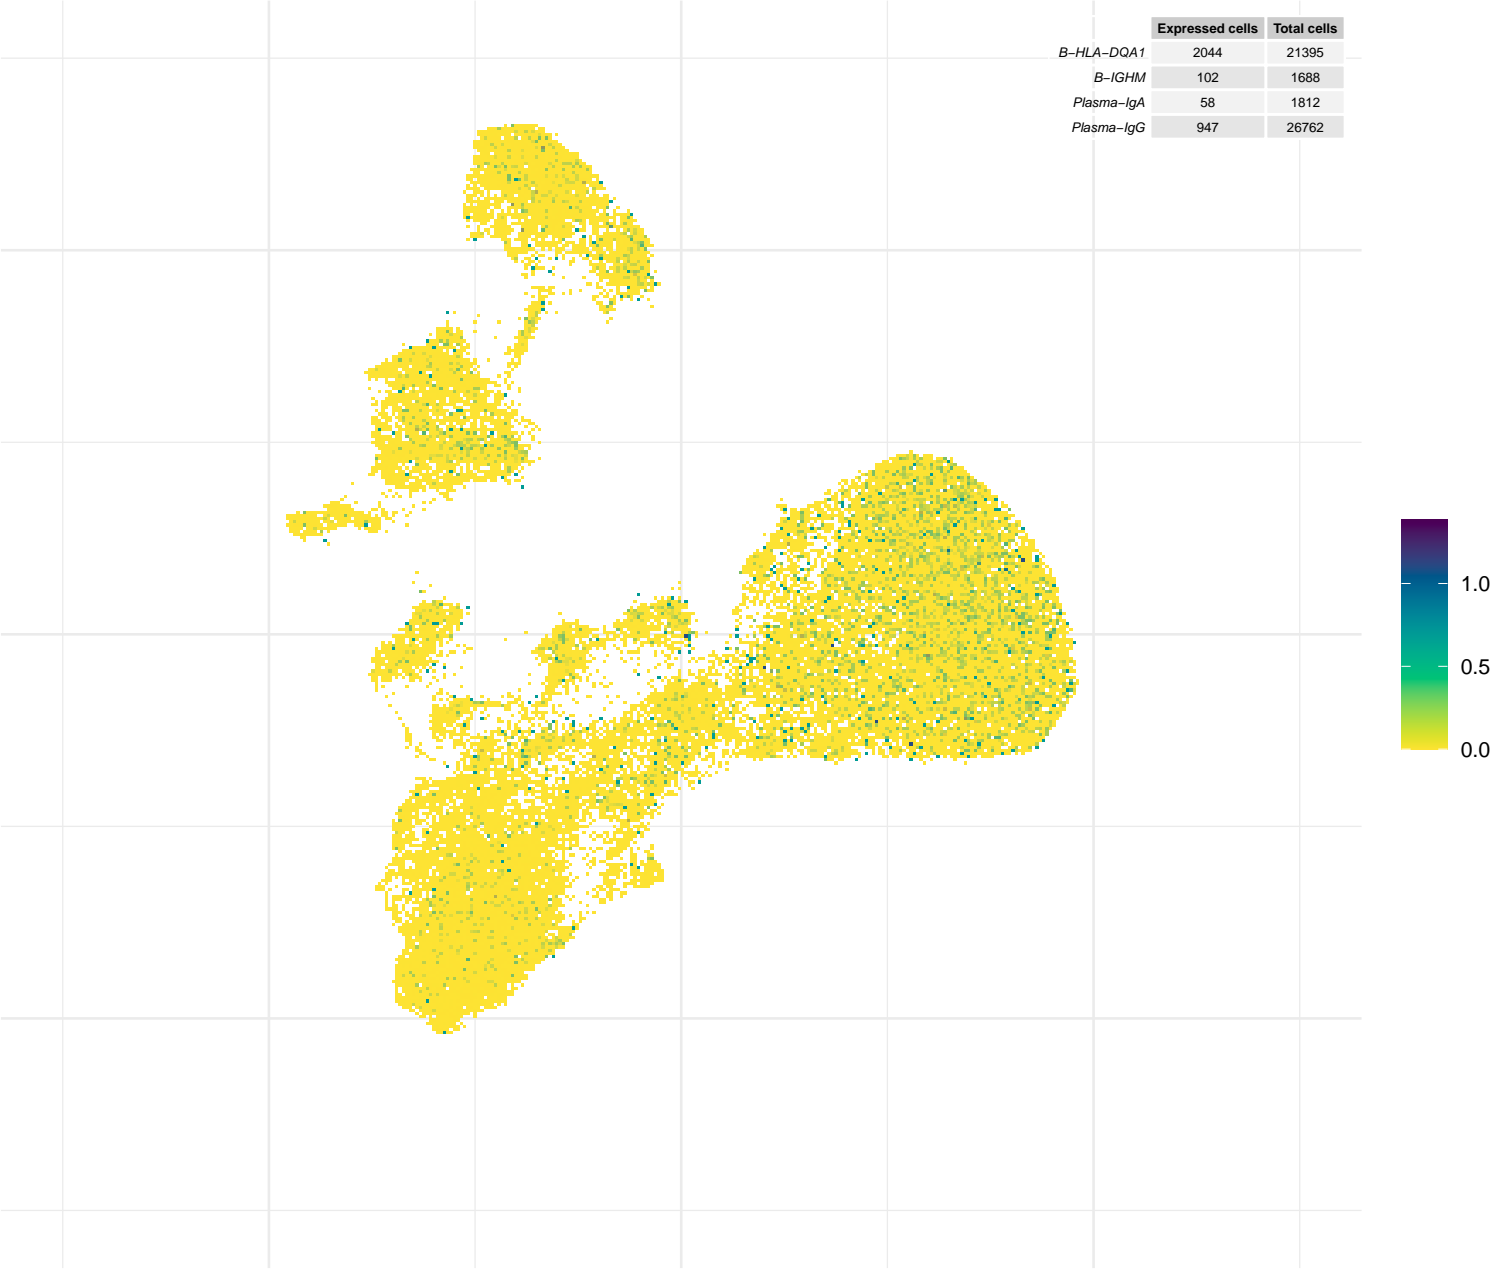 Expressed cells Total cells
B−HLA−DQA1 2044 21395
B−IGHM 102 1688
Plasma−IgA 58 1812
Plasma−IgG 947 26762
1.0
0.5
0.0